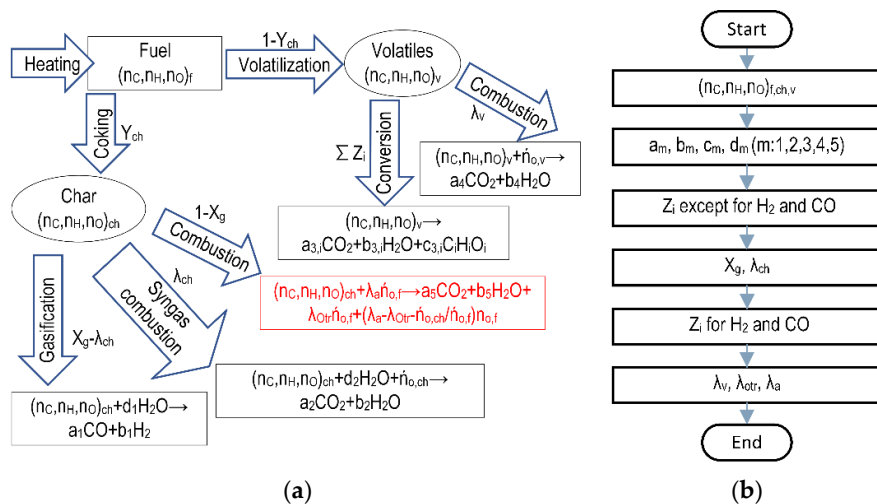 Heating
Fuel
(nC,nH,nO)f
1-Ych
Volatilization
Volatiles
(nC,nH,nO)v
Combustion
λv
Coking
Ych
Σ Zi
Conversion
(nC,nH,nO)v+ṅo,v→
a4CO2+b4H2O
Char
(nC,nH,nO)ch
1-Xg
Combustion
(nC,nH,nO)v→
a3,iCO2+b3,iH2O+c3,iCiHiOi
(nC,nH,nO)ch+λaṅo,f→a5CO2+b5H2O+
λOtrṅo,f+(λa-λOtr-ṅo,ch/ṅo,f)no,f
Gasification
Xg-λch
λch
Syngas
combustion
(nC,nH,nO)ch+d1H2O→
a1CO+b1H2
(nC,nH,nO)ch+d2H2O+ṅo,ch→
a2CO2+b2H2O
(a)
Start
(nC,nH,nO)f,ch,v
am, bm, cm, dm (m:1,2,3,4,5)
Zi except for H2 and CO
Xg, λch
Zi for H2 and CO
λv, λotr, λa
End
(b)